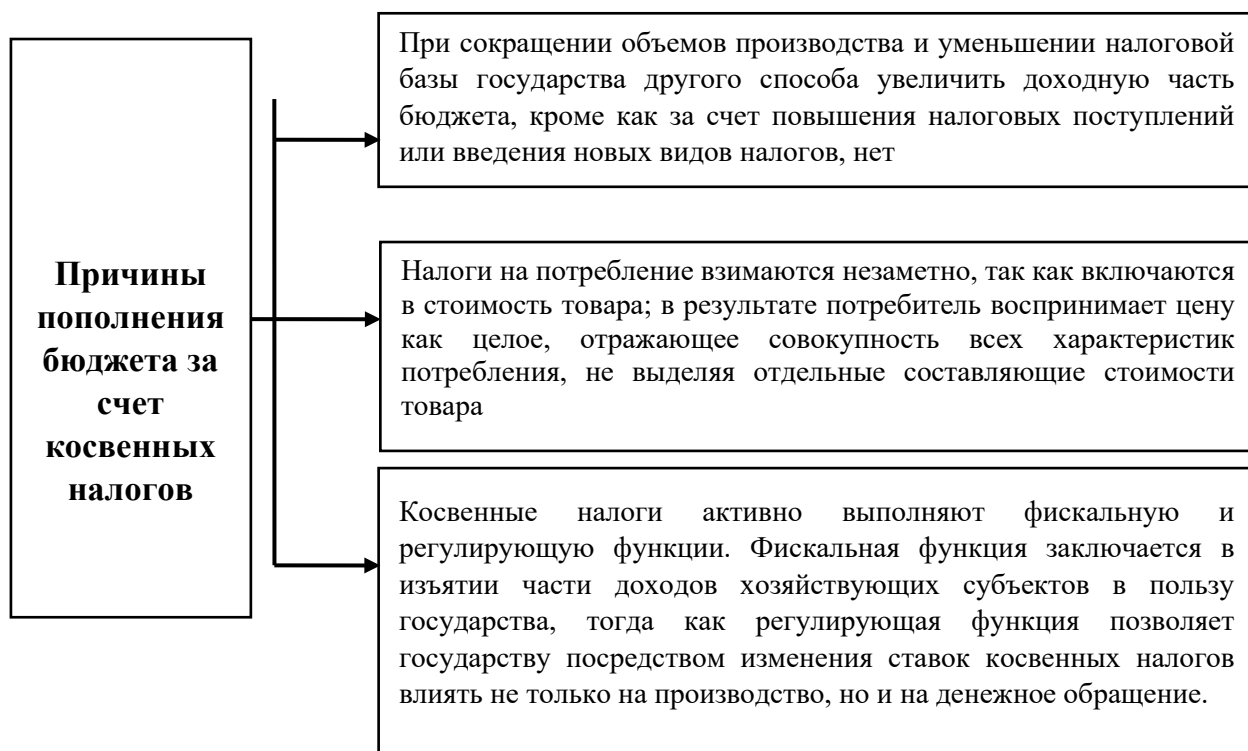 Причины
пополнения
бюджета за
счет
косвенных
налогов
При сокращении объемов производства и уменьшении налоговой
базы государства другого способа увеличить доходную часть
бюджета, кроме как за счет повышения налоговых поступлений
или введения новых видов налогов, нет
Налоги на потребление взимаются незаметно, так как включаются
в стоимость товара; в результате потребитель воспринимает цену
как целое, отражающее совокупность всех характеристик
потребления, не выделяя отдельные составляющие стоимости
товара
Косвенные налоги активно выполняют фискальную и
регулирующую функции. Фискальная функция заключается в
изъятии части доходов хозяйствующих субъектов в пользу
государства, тогда как регулирующая функция позволяет
государству посредством изменения ставок косвенных налогов
влиять не только на производство, но и на денежное обращение.